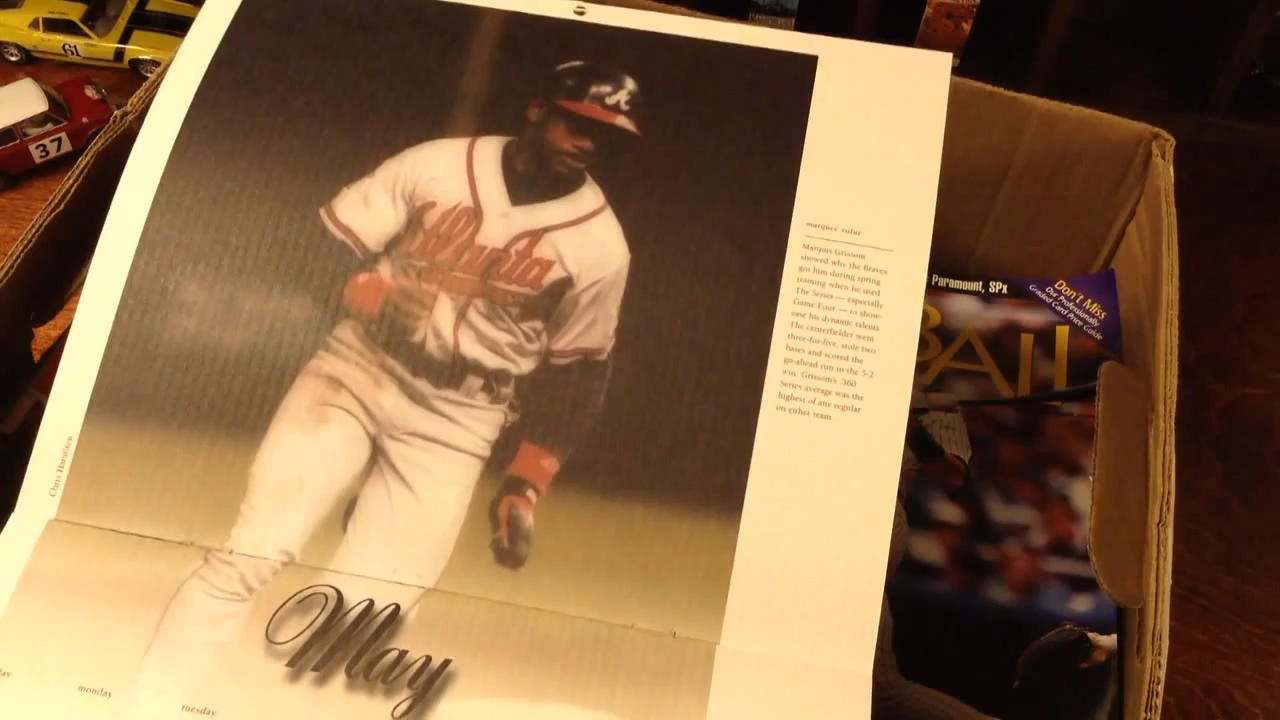 61
37
A
Atlanta
marquee value
Marquis Grissom
showed why the Braves
got him during spring
training when he used
The Series — especially
Game Four — to show-
case his dynamic talents
The centerfielder went
three-for-five, stole two
bases and scored the
go-ahead run in the 5-2
win. Grissom's .360
Series average was the
highest of any regular
on either team.
Paramount, SPx
Don't Miss
Our Professionally
Graded Card Price Guide
BALL
May
monday
tuesday